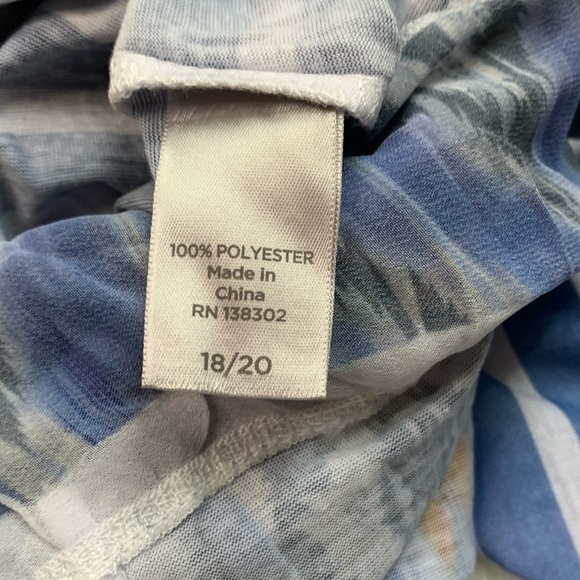 100% POLYESTER
Made in
China
RN 138302
18/20